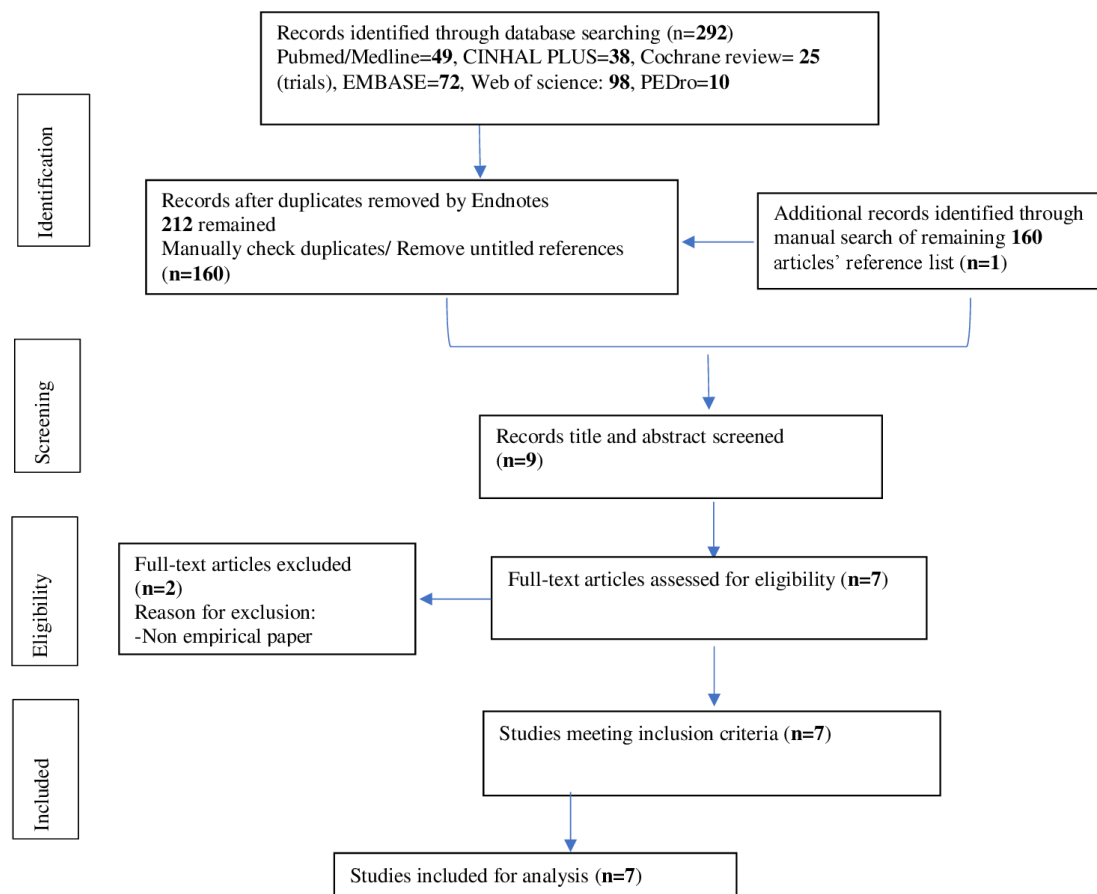 Records identified through database searching (n=292)
Pubmed/Medline=49, CINHAL PLUS=38, Cochrane review= 25
(trials), EMBASE=72, Web of science: 98, PEDro=10
Identification
Records after duplicates removed by Endnotes
212 remained
Manually check duplicates/ Remove untitled references
(n=160)
Additional records identified through
manual search of remaining 160
articles’ reference list (n=1)
Screening
Records title and abstract screened
(n=9)
Eligibility
Full-text articles excluded
(n=2)
Reason for exclusion:
-Non empirical paper
Full-text articles assessed for eligibility (n=7)
Included
Studies meeting inclusion criteria (n=7)
Studies included for analysis (n=7)